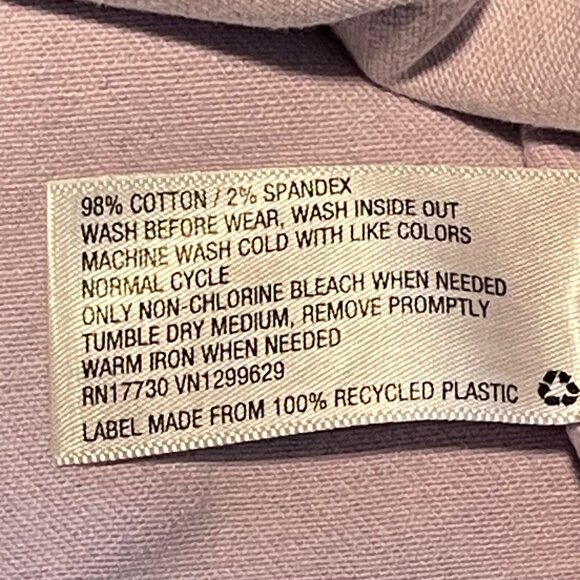 98% COTTON / 2% SPANDEX
WASH BEFORE WEAR, WASH INSIDE OUT
MACHINE WASH COLD WITH LIKE COLORS
NORMAL CYCLE
ONLY NON-CHLORINE BLEACH WHEN NEEDED
TUMBLE DRY MEDIUM, REMOVE PROMPTLY
WARM IRON WHEN NEEDED
RN17730 VN1299629
LABEL MADE FROM 100% RECYCLED PLASTIC